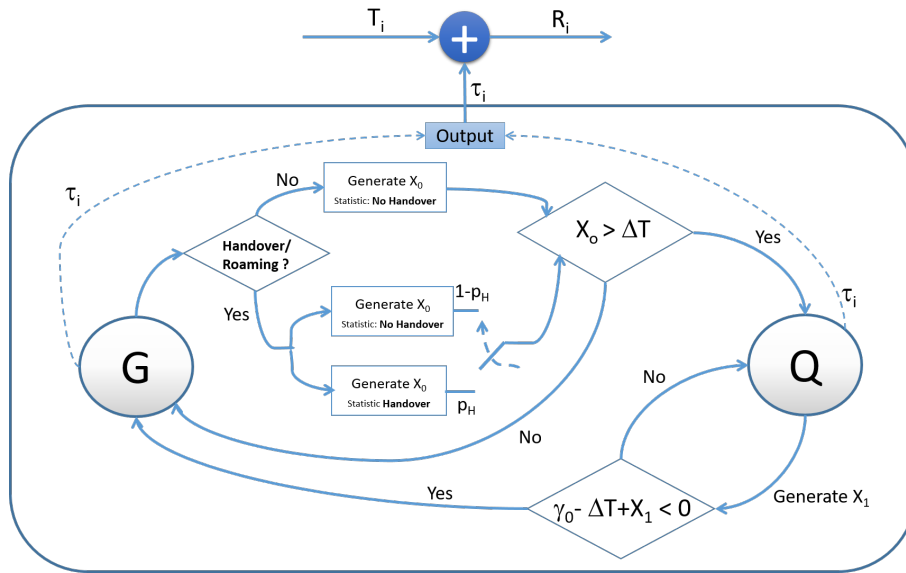 T_i
R_i
+
τ_i
Output
τ_i
No
Generate X_0
Statistic: No Handover
Handover/
Roaming ?
X_o > ΔT
Yes
Yes
Generate X_0
Statistic: No Handover
1-p_H
τ_i
G
Generate X_0
Statistic Handover
p_H
Q
No
No
Yes
γ_0- ΔT+X_1 < 0
Generate X_1